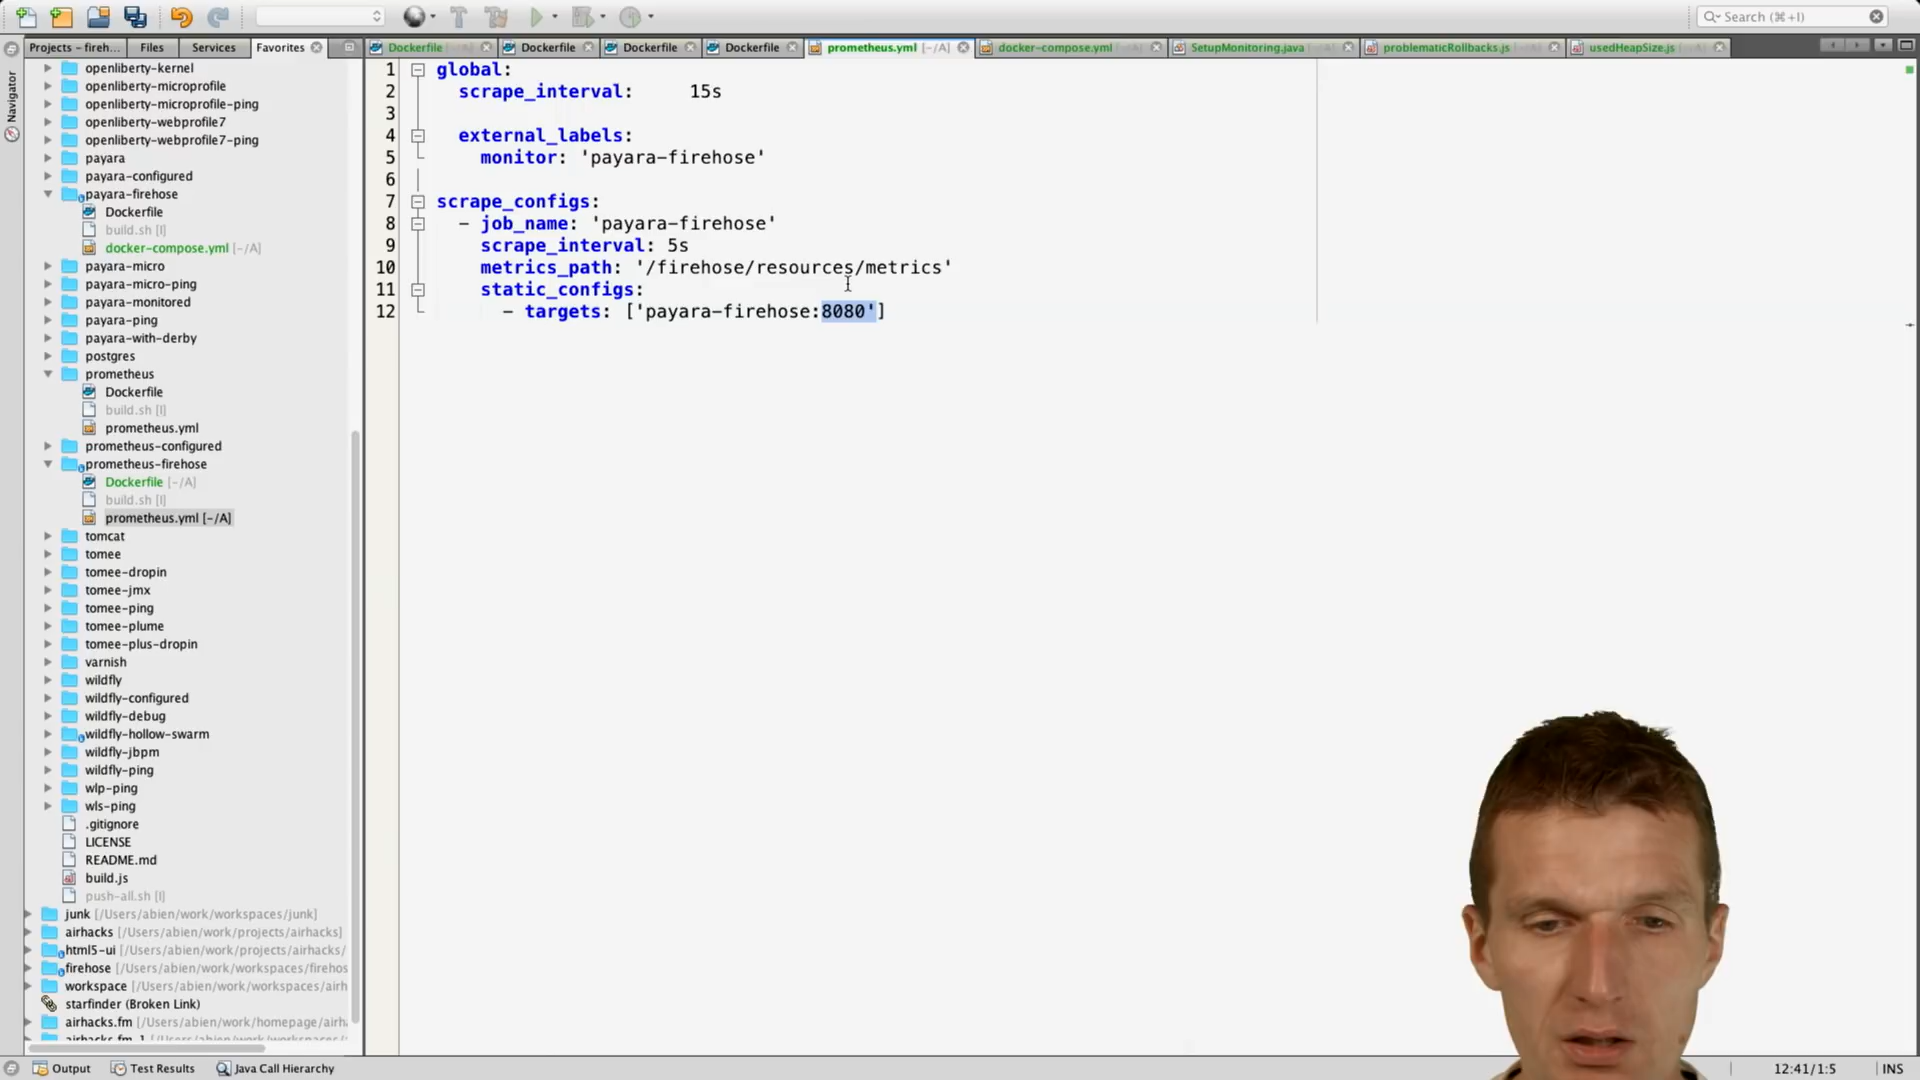 Search (⌘+I)
Projects – fireh...
Files
Services
Favorites
Dockerfile
Dockerfile
Dockerfile
Dockerfile
prometheus.yml [-/A]
docker-compose.yml
SetupMonitoring.java
problematicRollbacks.js
usedHeapSize.js
Navigator
openliberty-kernel
openliberty-microprofile
openliberty-microprofile-ping
openliberty-webprofile7
openliberty-webprofile7-ping
payara
payara-configured
payara-firehose
Dockerfile
build.sh [I]
docker-compose.yml [-/A]
payara-micro
payara-micro-ping
payara-monitored
payara-ping
payara-with-derby
postgres
prometheus
Dockerfile
build.sh [I]
prometheus.yml
prometheus-configured
prometheus-firehose
Dockerfile [-/A]
build.sh [I]
prometheus.yml [-/A]
tomcat
tomee
tomee-dropin
tomee-jmx
tomee-ping
tomee-plume
tomee-plus-dropin
varnish
wildfly
wildfly-configured
wildfly-debug
wildfly-hollow-swarm
wildfly-jbpm
wildfly-ping
wlp-ping
wls-ping
.gitignore
LICENSE
README.md
build.js
push-all.sh [I]
junk [/Users/abien/work/workspaces/junk]
airhacks [/Users/abien/work/projects/airhacks]
html5-ui [/Users/abien/work/projects/airhacks/
firehose [/Users/abien/work/workspaces/firehos
workspace [/Users/abien/work/workspaces/airh
starfinder (Broken Link)
airhacks.fm [/Users/abien/work/homepage/airh
1 global:
2 scrape_interval: 15s
3
4 external_labels:
5 monitor: 'payara-firehose'
6
7 scrape_configs:
8 - job_name: 'payara-firehose'
9 scrape_interval: 5s
10 metrics_path: '/firehose/resources/metrics'
11 static_configs:
12 - targets: ['payara-firehose:8080']
Output
Test Results
Java Call Hierarchy
12:41/1:5
INS